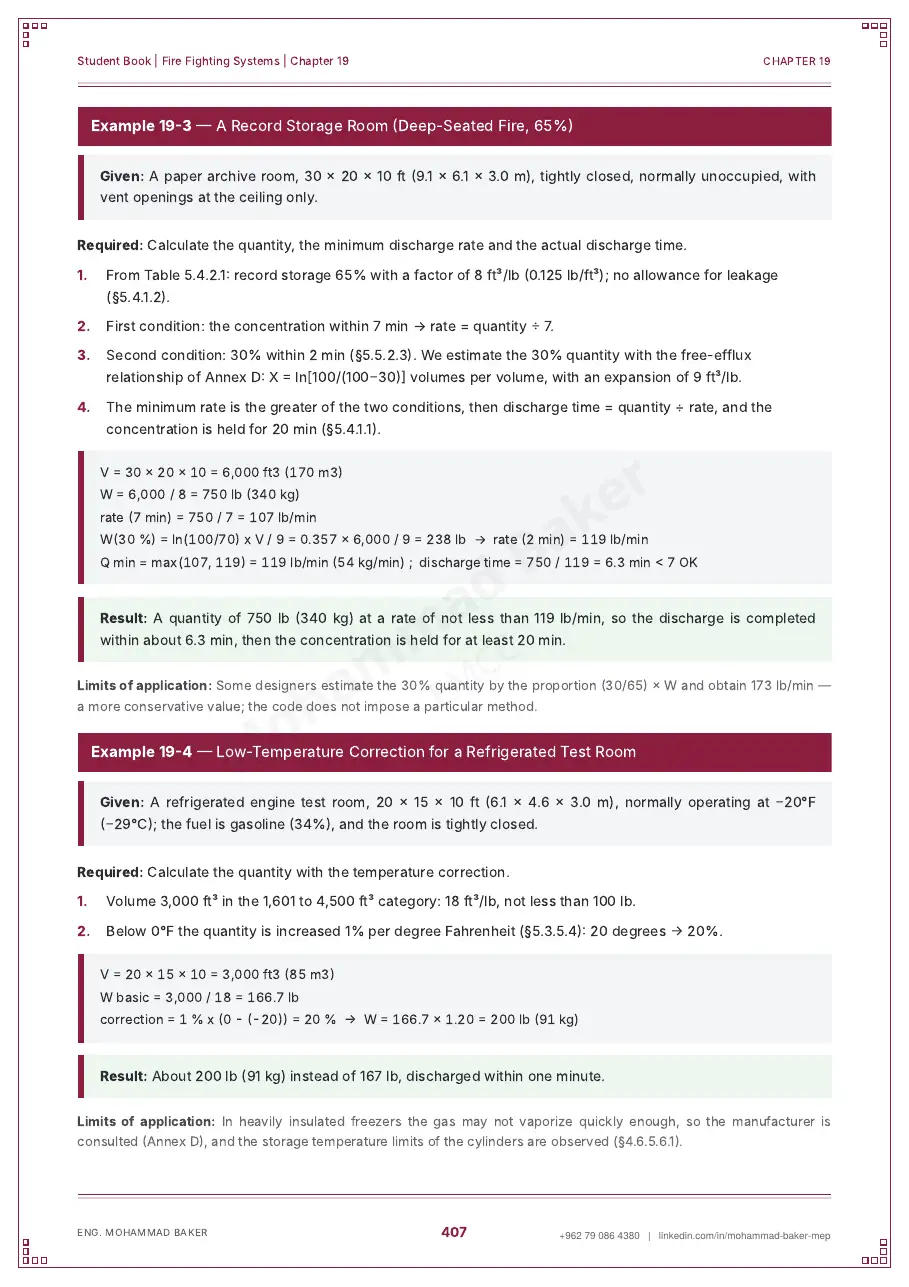 Student Book | Fire Fighting Systems | Chapter 19
CHAPTER 19
Example 19-3 — A Record Storage Room (Deep-Seated Fire, 65%)
Given: A paper archive room, 30 × 20 × 10 ft (9.1 × 6.1 × 3.0 m), tightly closed, normally unoccupied, with
vent openings at the ceiling only.
Required: Calculate the quantity, the minimum discharge rate and the actual discharge time.
1. From Table 5.4.2.1: record storage 65% with a factor of 8 ft³/lb (0.125 lb/ft³); no allowance for leakage
(§5.4.1.2).
2. First condition: the concentration within 7 min → rate = quantity ÷ 7.
3. Second condition: 30% within 2 min (§5.5.2.3). We estimate the 30% quantity with the free-efflux
relationship of Annex D: X = ln[100/(100−30)] volumes per volume, with an expansion of 9 ft³/lb.
4. The minimum rate is the greater of the two conditions, then discharge time = quantity ÷ rate, and the
concentration is held for 20 min (§5.4.1.1).
V = 30 × 20 × 10 = 6,000 ft3 (170 m3)
W = 6,000 / 8 = 750 lb (340 kg)
rate (7 min) = 750 / 7 = 107 lb/min
W(30 %) = ln(100/70) x V / 9 = 0.357 × 6,000 / 9 = 238 lb → rate (2 min) = 119 lb/min
Q min = max(107, 119) = 119 lb/min (54 kg/min) ; discharge time = 750 / 119 = 6.3 min < 7 OK
Result: A quantity of 750 lb (340 kg) at a rate of not less than 119 lb/min, so the discharge is completed
within about 6.3 min, then the concentration is held for at least 20 min.
Limits of application: Some designers estimate the 30% quantity by the proportion (30/65) × W and obtain 173 lb/min —
a more conservative value; the code does not impose a particular method.
Example 19-4 — Low-Temperature Correction for a Refrigerated Test Room
Given: A refrigerated engine test room, 20 × 15 × 10 ft (6.1 × 4.6 × 3.0 m), normally operating at −20°F
(−29°C); the fuel is gasoline (34%), and the room is tightly closed.
Required: Calculate the quantity with the temperature correction.
1. Volume 3,000 ft³ in the 1,601 to 4,500 ft³ category: 18 ft³/lb, not less than 100 lb.
2. Below 0°F the quantity is increased 1% per degree Fahrenheit (§5.3.5.4): 20 degrees → 20%.
V = 20 × 15 × 10 = 3,000 ft3 (85 m3)
W basic = 3,000 / 18 = 166.7 lb
correction = 1 % x (0 - (-20)) = 20 % → W = 166.7 × 1.20 = 200 lb (91 kg)
Result: About 200 lb (91 kg) instead of 167 lb, discharged within one minute.
Limits of application: In heavily insulated freezers the gas may not vaporize quickly enough, so the manufacturer is
consulted (Annex D), and the storage temperature limits of the cylinders are observed (§4.6.5.6.1).
ENG. MOHAMMAD BAKER
407
+962 79 086 4380 | linkedin.com/in/mohammad-baker-mep
Mohammad Baker